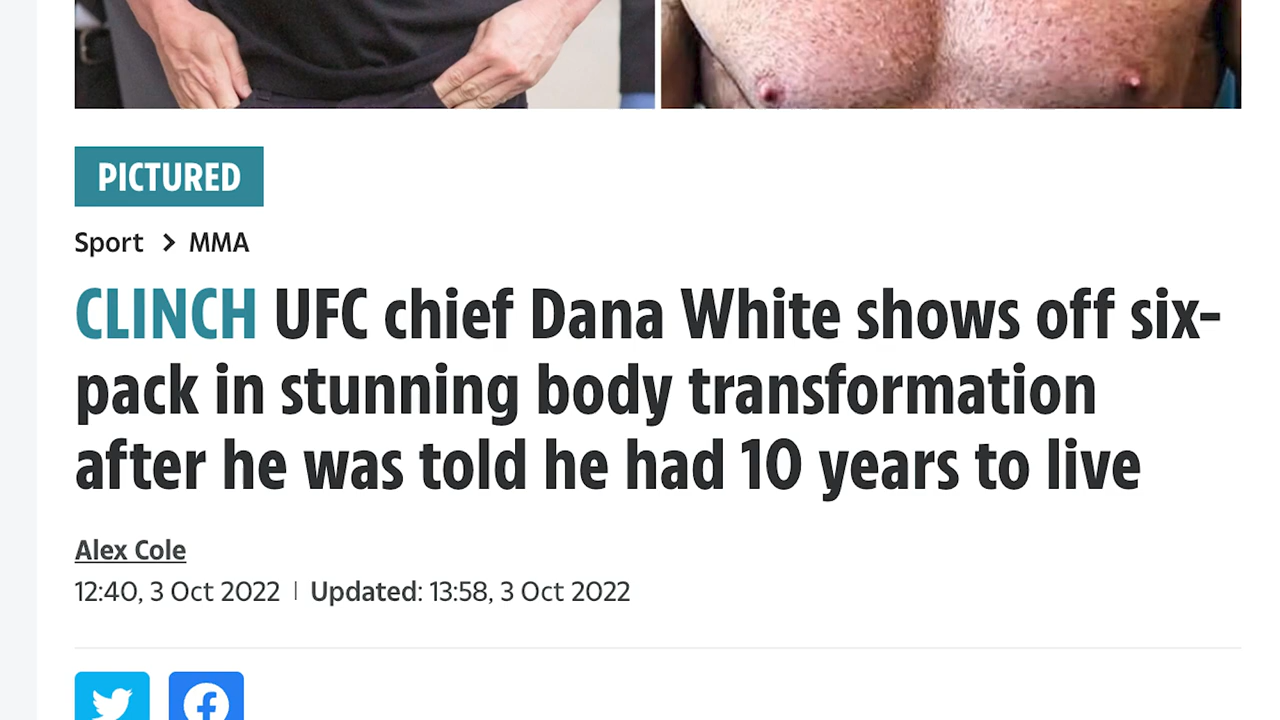 PICTURED
Sport > MMA
CLINCH UFC chief Dana White shows off six-
pack in stunning body transformation
after he was told he had 10 years to live
Alex Cole
12:40, 3 Oct 2022 | Updated: 13:58, 3 Oct 2022